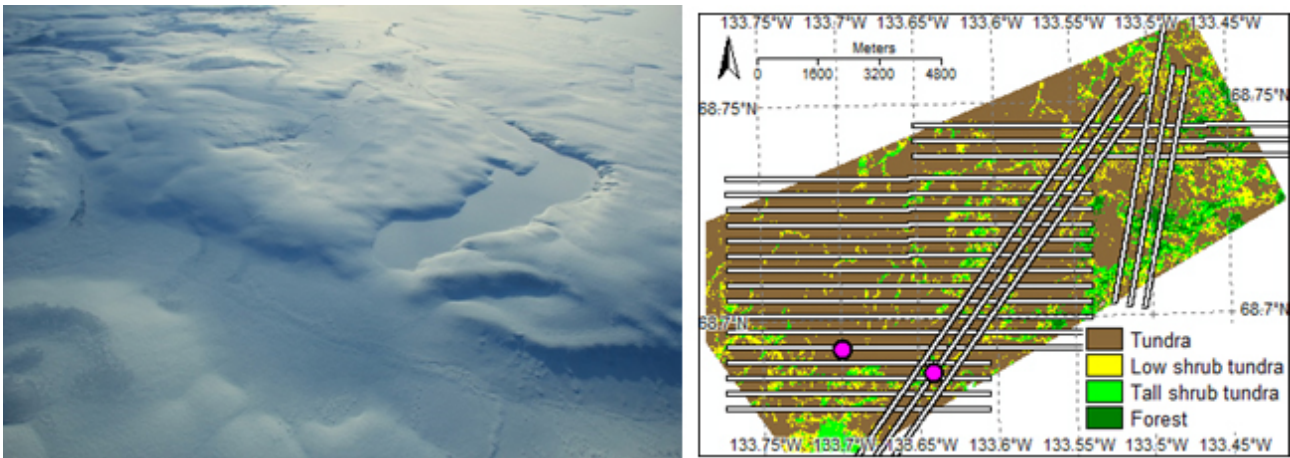 133.75°W 133.7°W 133.65°W 133.6°W 133.55°W 133.5°W 133.45°W
Meters
0 1600 3200 4800
68.75°N 68.75°N
68.7°N 68.7°N
Tundra
Low shrub tundra
Tall shrub tundra
Forest
133.75°W 133.7°W 133.65°W 133.6°W 133.55°W 133.5°W 133.45°W